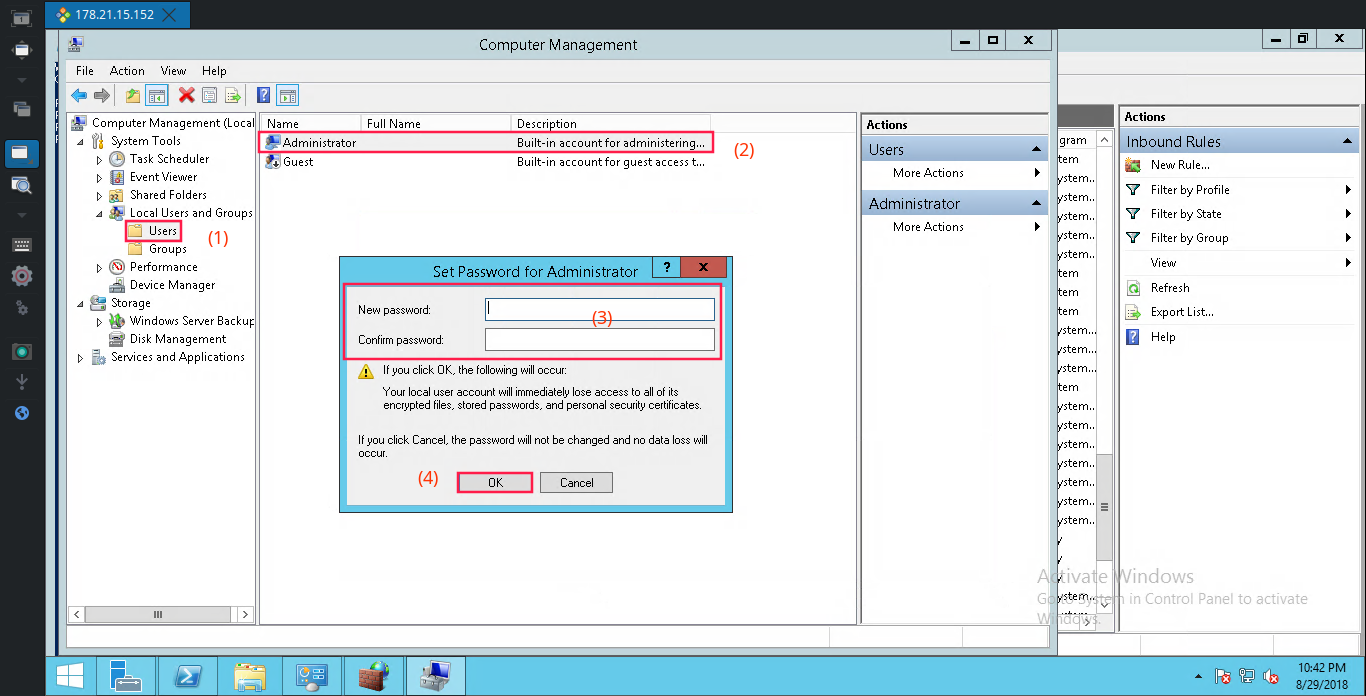 178.21.15.152
Computer Management
File Action View Help
Computer Management (Local
System Tools
Task Scheduler
Event Viewer
Shared Folders
Local Users and Groups
Users
(1)
Groups
Performance
Device Manager
Storage
Windows Server Backup
Disk Management
Services and Applications
Name Full Name Description
Administrator Built-in account for administering...
(2)
Guest Built-in account for guest access t...
Set Password for Administrator
?
New password:
(3)
Confirm password:
If you click OK, the following will occur:
Your local user account will immediately lose access to all of its
encrypted files, stored passwords, and personal security certificates.
If you click Cancel, the password will not be changed and no data loss will
occur.
(4)
OK Cancel
Actions
Users
More Actions
Administrator
More Actions
gram
tem
ystem..
ystem..
ystem..
ystem..
ystem..
tem
tem
tem
ystem..
ystem..
tem
ystem..
ystem..
ystem..
ystem..
ystem..
ystem..
ystem..
y
y
y
ystem..
Actions
Inbound Rules
New Rule...
Filter by Profile
Filter by State
Filter by Group
View
Refresh
Export List...
Help
Activate Windows
Go to System in Control Panel to activate
Windows.
10:42 PM
8/29/2018